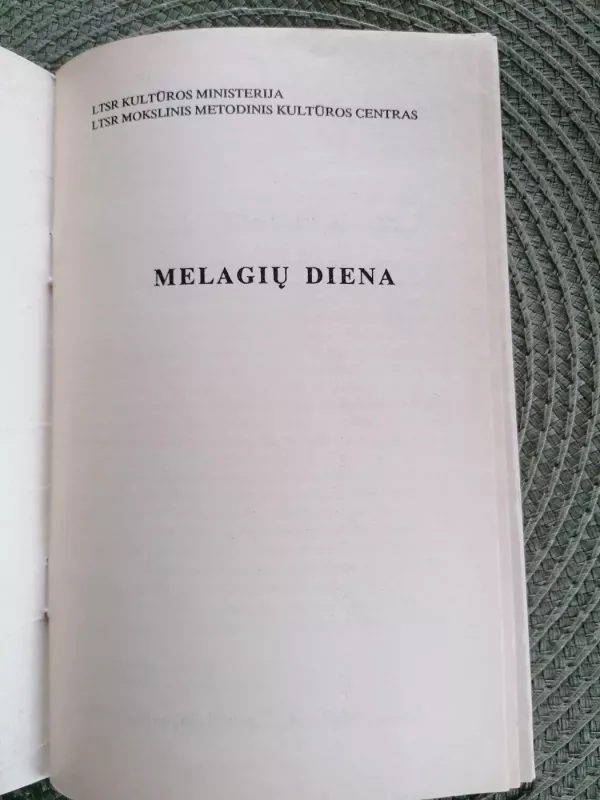 LTSR KULTŪROS MINISTERIJA
LTSR MOKSLINIS METODINIS KULTŪROS CENTRAS
MELAGIŲ DIENA